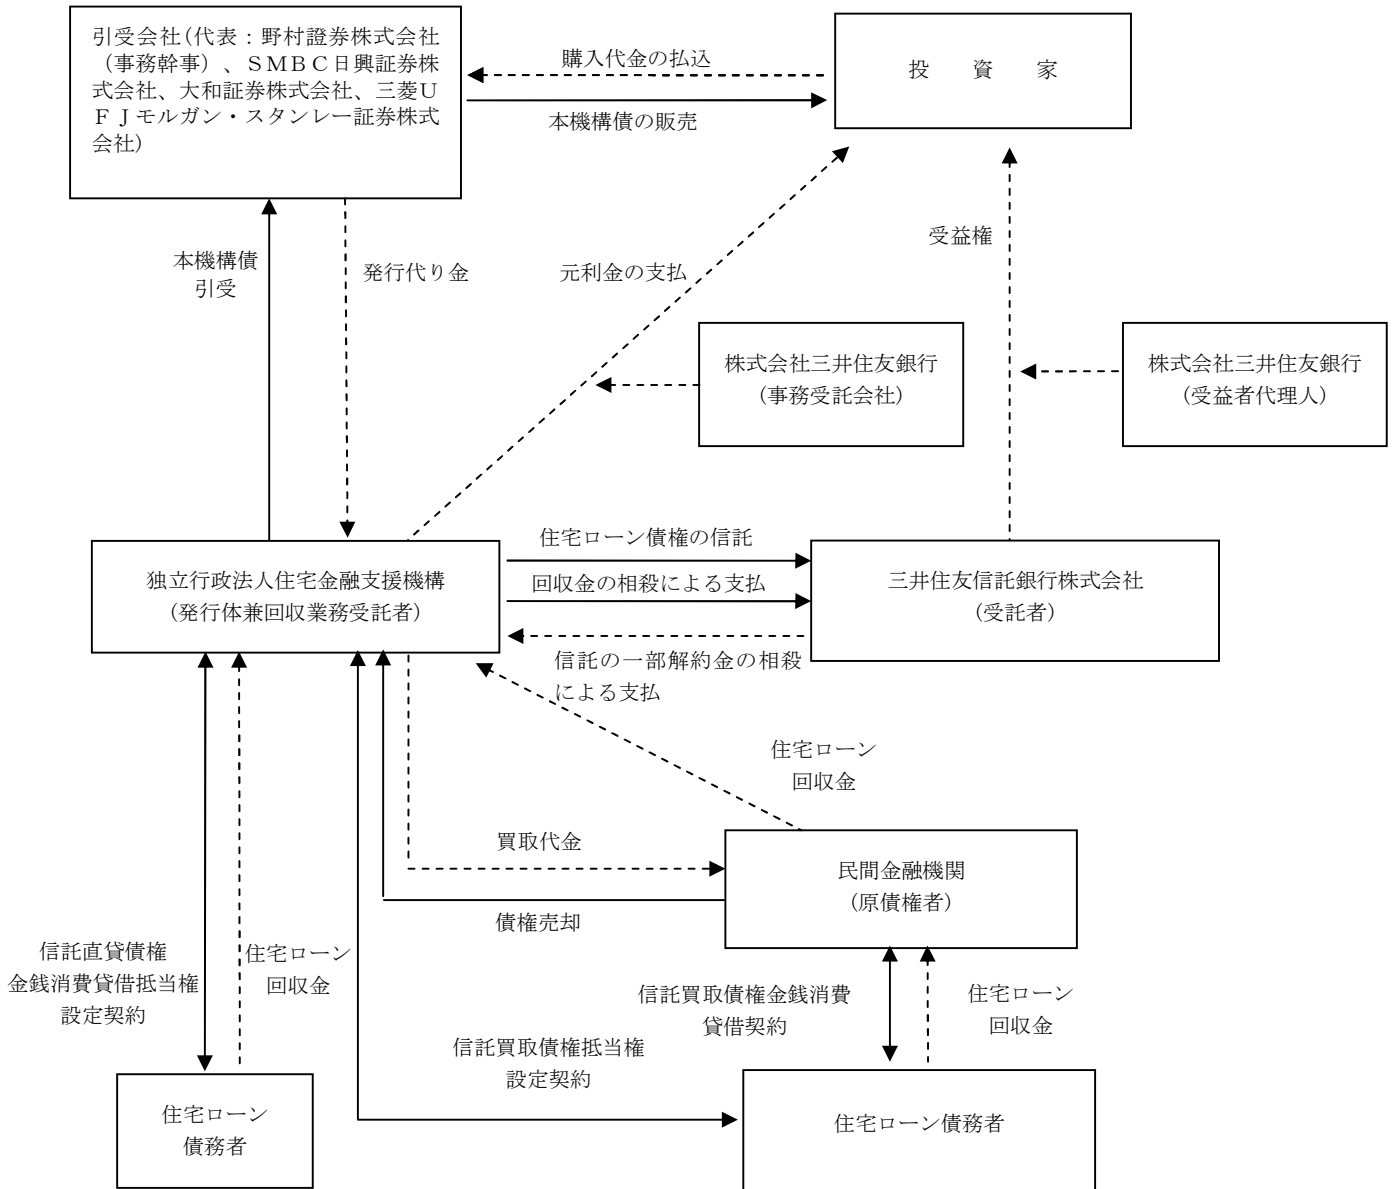 引受会社(代表：野村證券株式会社
（事務幹事）、ＳＭＢＣ日興証券株
式会社、大和証券株式会社、三菱Ｕ
ＦＪモルガン・スタンレー証券株式
会社)
購入代金の払込
本機構債の販売
投　資　家
本機構債
引受
発行代り金
元利金の支払
受益権
株式会社三井住友銀行
（事務受託会社）
株式会社三井住友銀行
（受益者代理人）
独立行政法人住宅金融支援機構
（発行体兼回収業務受託者）
住宅ローン債権の信託
回収金の相殺による支払
信託の一部解約金の相殺
による支払
三井住友信託銀行株式会社
（受託者）
住宅ローン
回収金
買取代金
債権売却
民間金融機関
（原債権者）
信託直貸債権
金銭消費貸借抵当権
設定契約
住宅ローン
回収金
信託買取債権金銭消費
貸借契約
住宅ローン
回収金
信託買取債権抵当権
設定契約
住宅ローン
債務者
住宅ローン債務者